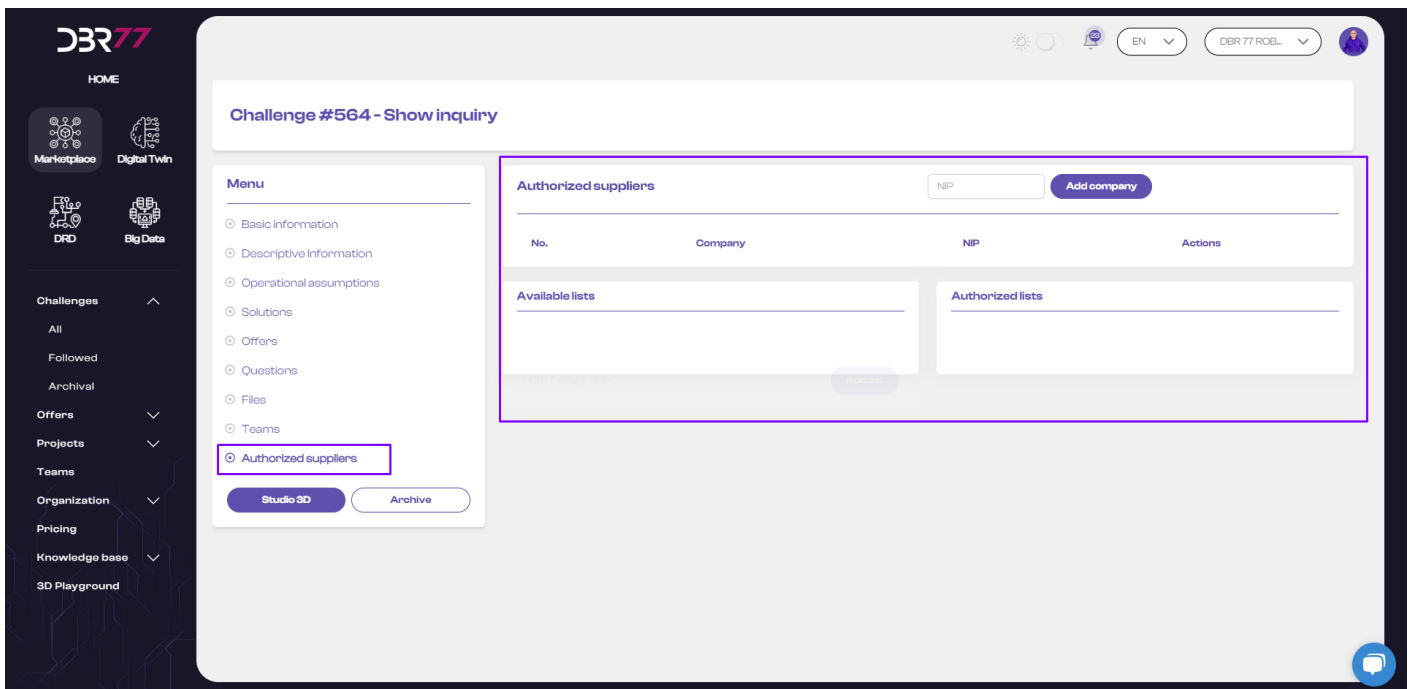 DBR77
HOME
28
EN
DBR 77 ROB...
Marketplace
Digital Twin
DRD
Big Data
Challenges
All
Followed
Archival
Offers
Projects
Teams
Organization
Pricing
Knowledge base
3D Playground
Challenge #564 - Show inquiry
Menu
Basic information
Descriptive Information
Operational assumptions
Solutions
Offers
Questions
Files
Teams
Authorized suppliers
Studio 3D
Archive
Authorized suppliers
NIP
Add company
No. Company NIP Actions
Available lists
Add list
Authorized lists